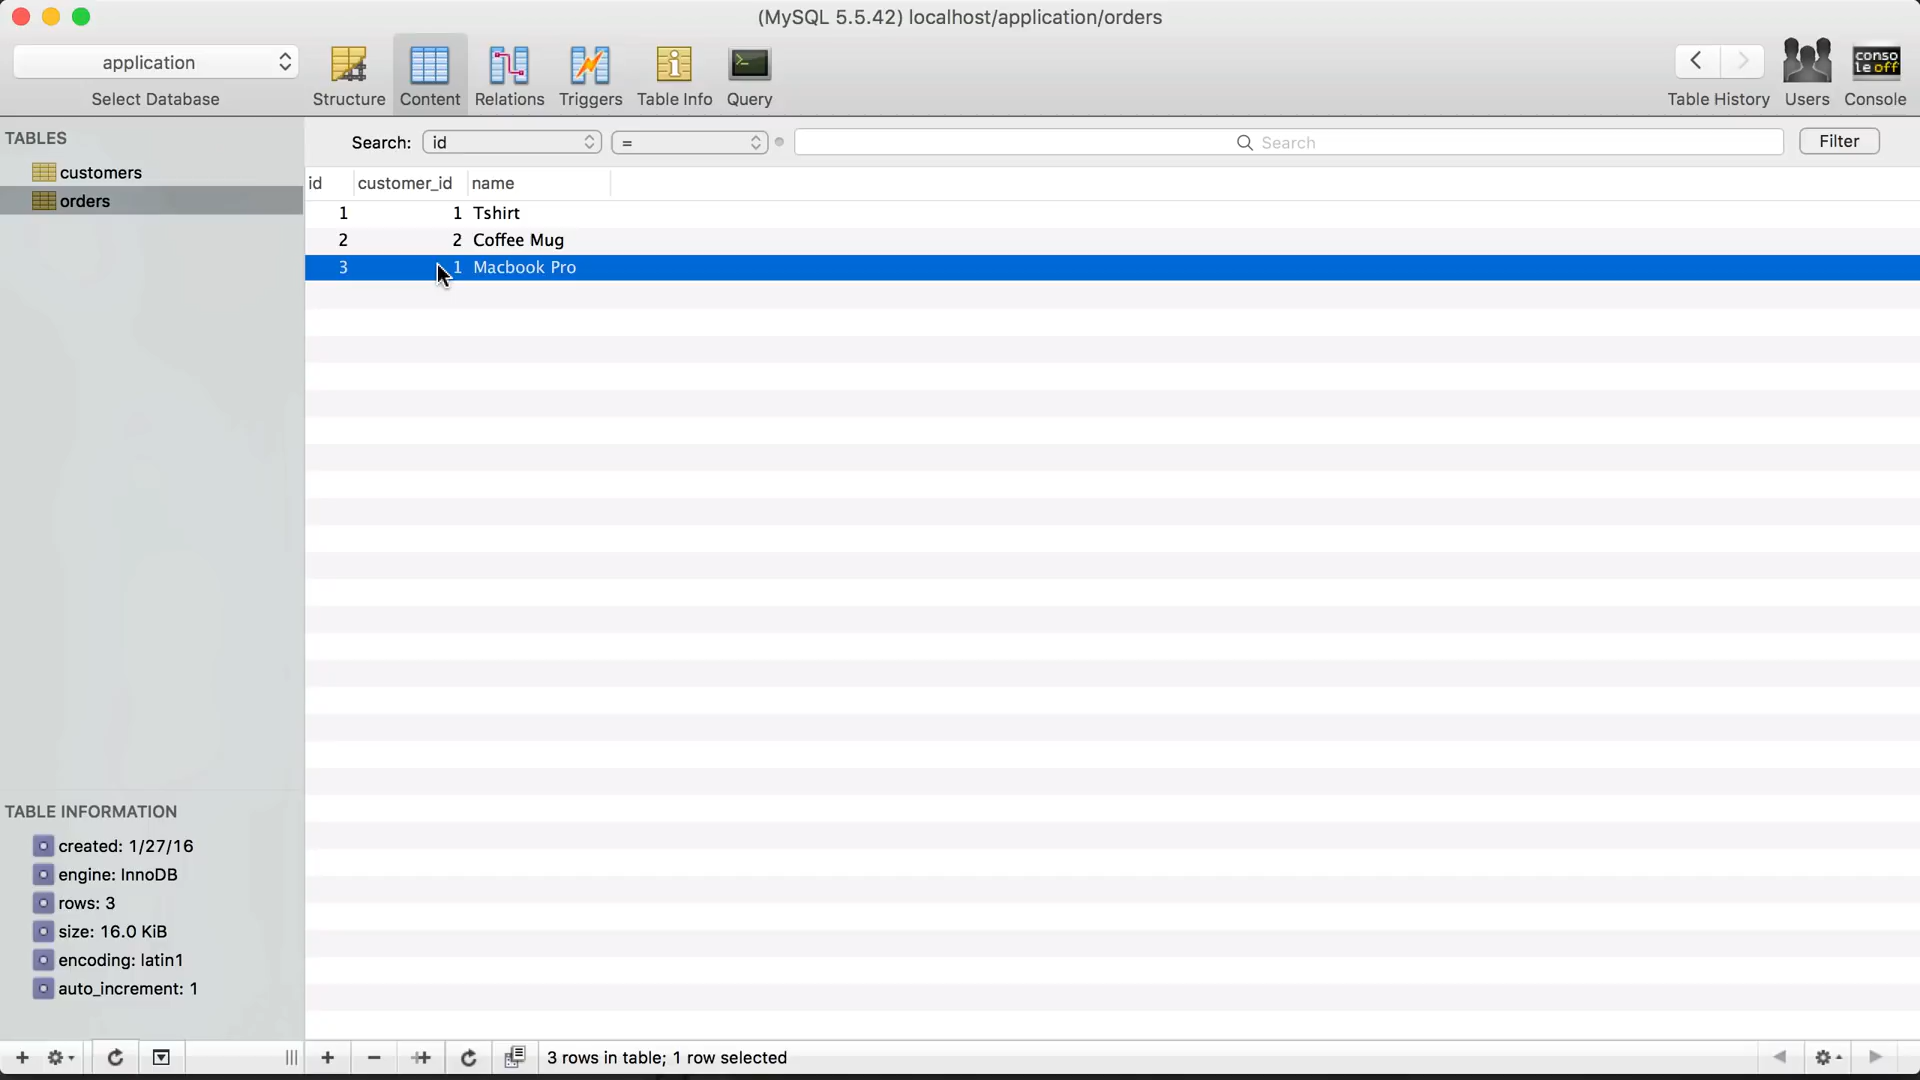 (MySQL 5.5.42) localhost/application/orders
application
Select Database
Structure
Content
Relations
Triggers
Table Info
Query
Table History
Users
conso
le off
Console
TABLES
customers
orders
Search: id = Search Filter
id customer_id name
1 1 Tshirt
2 2 Coffee Mug
3 1 Macbook Pro
TABLE INFORMATION
created: 1/27/16
engine: InnoDB
rows: 3
size: 16.0 KiB
encoding: latin1
auto_increment: 1
3 rows in table; 1 row selected